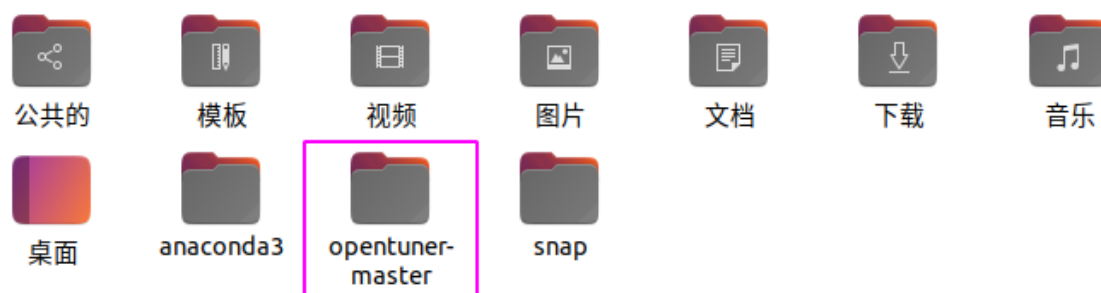 公共的
模板
视频
图片
文档
下载
音乐
桌面
anaconda3
opentuner-
master
snap